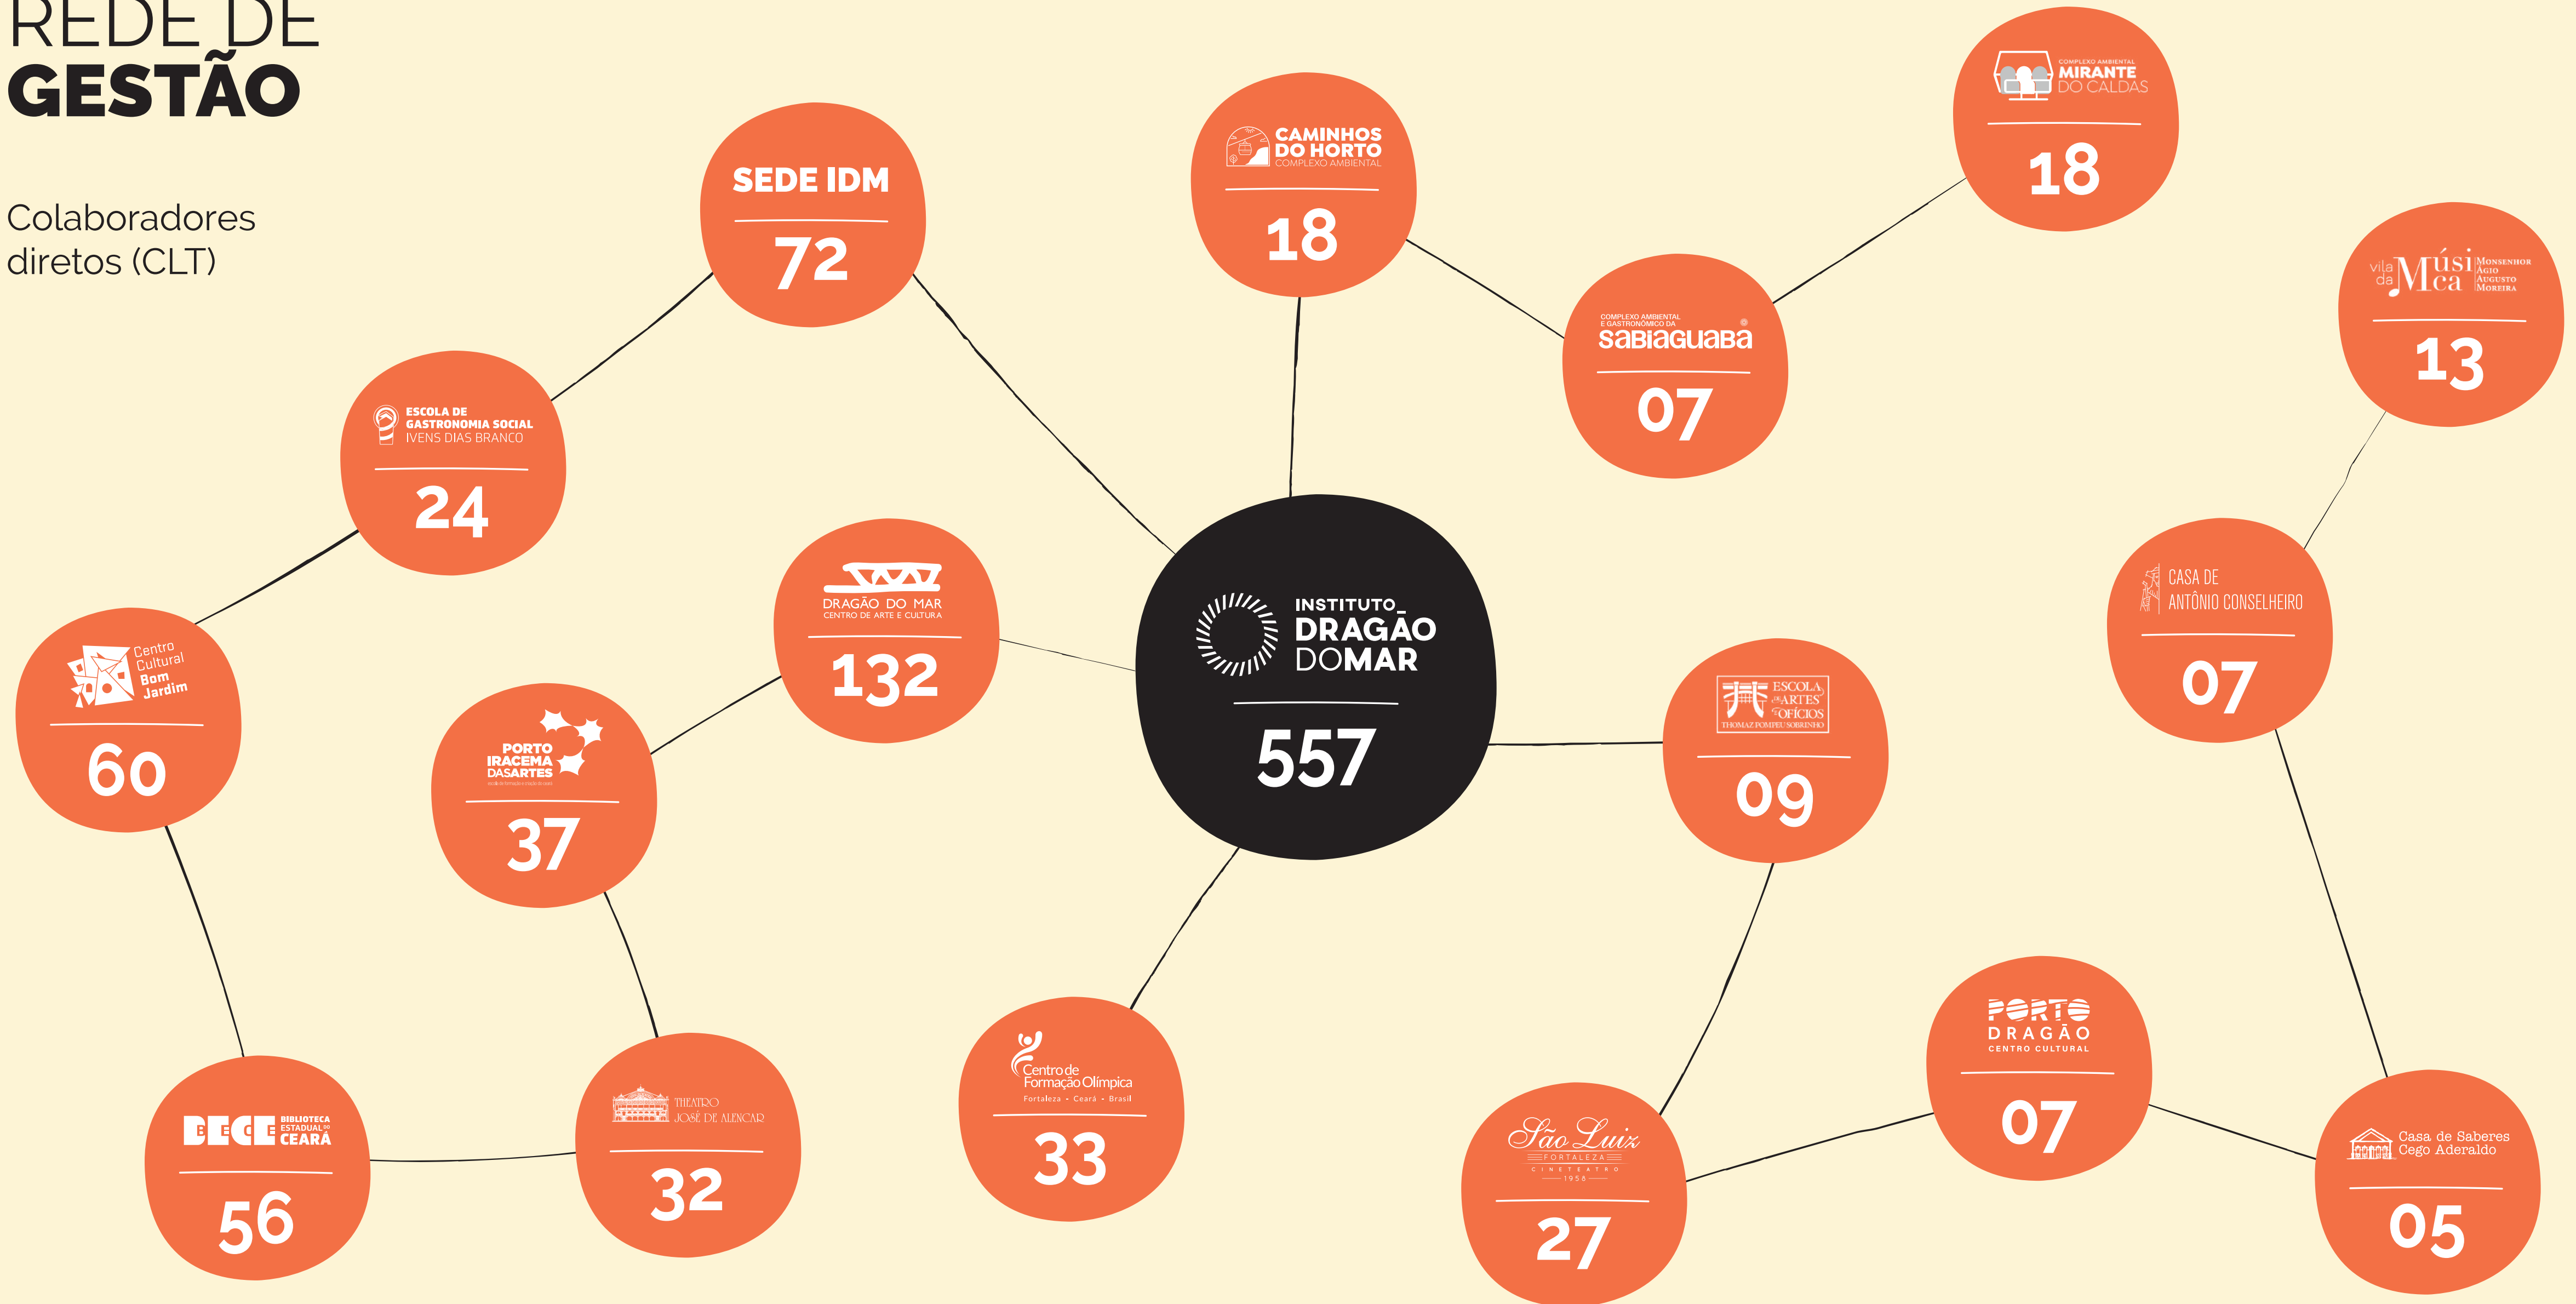 REDE DE
GESTÃO
Colaboradores
diretos (CLT)
SEDE IDM
72
CAMINHOS
DO HORTO
COMPLEXO AMBIENTAL
18
COMPLEXO AMBIENTAL
MIRANTE
DO CALDAS
18
COMPLEXO AMBIENTAL
E GASTRONÔMICO DA
SABIAGUABA
07
vila da Música
MONSENHOR
ÁGIO
AUGUSTO
MOREIRA
13
ESCOLA DE
GASTRONOMIA SOCIAL
IVENS DIAS BRANCO
24
DRAGÃO DO MAR
CENTRO DE ARTE E CULTURA
132
INSTITUTO
DRAGÃO
DOMAR
557
CASA DE
ANTÔNIO CONSELHEIRO
07
Centro
Cultural
Bom
Jardim
60
PORTO
IRACEMA
DASARTES
37
ESCOLA
DE ARTES
E OFÍCIOS
THOMAZ POMPEU SOBRINHO
09
BECE
BIBLIOTECA
ESTADUAL DO
CEARÁ
56
THEATRO
JOSÉ DE ALENCAR
32
Centro de
Formação Olímpica
Fortaleza - Ceará - Brasil
33
São Luiz
FORTALEZA
CINETEATRO
1958
27
PORTO
DRAGÃO
CENTRO CULTURAL
07
Casa de Saberes
Cego Aderaldo
05